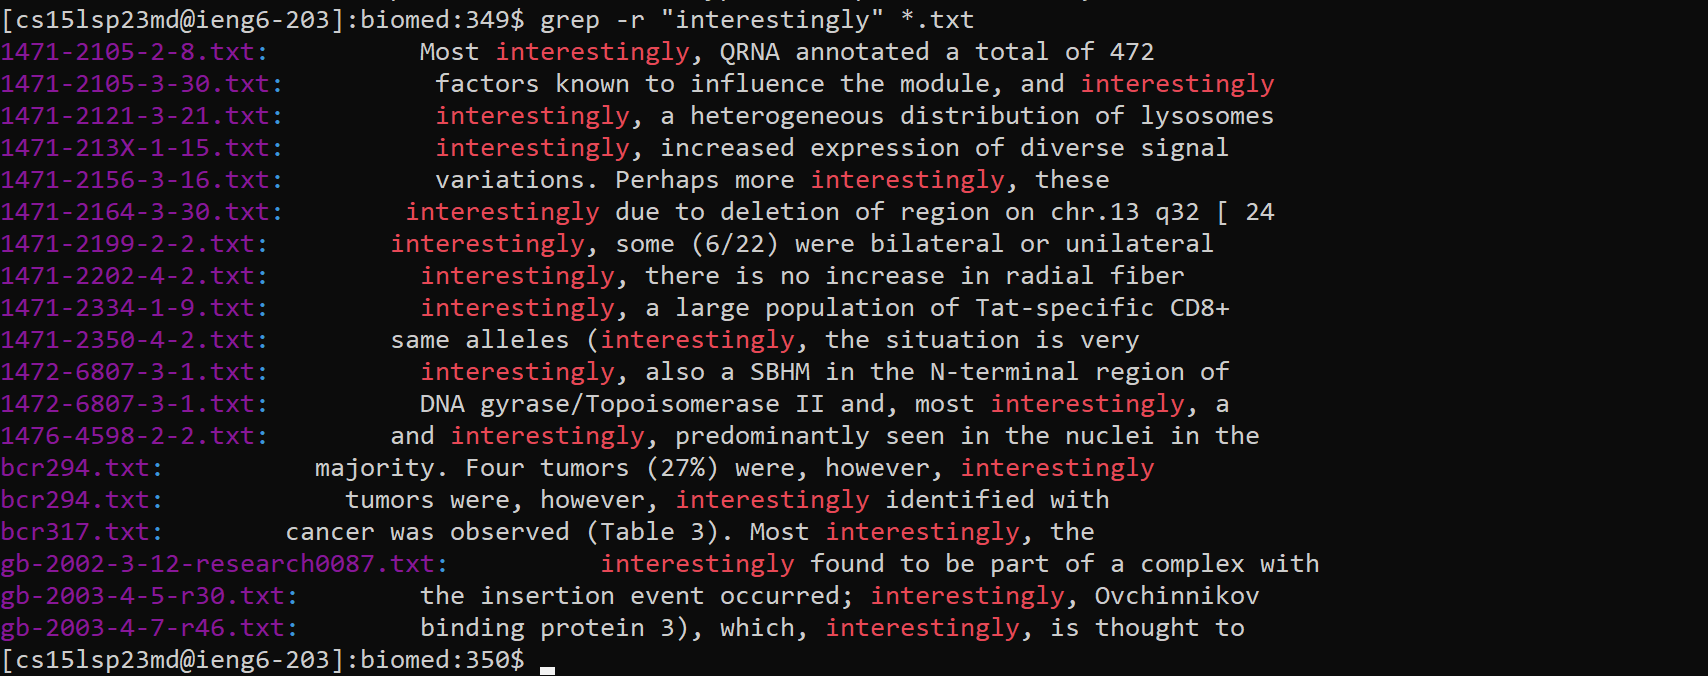 [cs15lsp23md@ieng6-203]:biomed:349$ grep -r "interestingly" *.txt
1471-2105-2-8.txt:          Most interestingly, QRNA annotated a total of 472
1471-2105-3-30.txt:          factors known to influence the module, and interestingly
1471-2121-3-21.txt:          interestingly, a heterogeneous distribution of lysosomes
1471-213X-1-15.txt:          interestingly, increased expression of diverse signal
1471-2156-3-16.txt:          variations. Perhaps more interestingly, these
1471-2164-3-30.txt:        interestingly due to deletion of region on chr.13 q32 [ 24
1471-2199-2-2.txt:        interestingly, some (6/22) were bilateral or unilateral
1471-2202-4-2.txt:          interestingly, there is no increase in radial fiber
1471-2334-1-9.txt:          interestingly, a large population of Tat-specific CD8+
1471-2350-4-2.txt:        same alleles (interestingly, the situation is very
1472-6807-3-1.txt:          interestingly, also a SBHM in the N-terminal region of
1472-6807-3-1.txt:          DNA gyrase/Topoisomerase II and, most interestingly, a
1476-4598-2-2.txt:        and interestingly, predominantly seen in the nuclei in the
bcr294.txt:          majority. Four tumors (27%) were, however, interestingly
bcr294.txt:            tumors were, however, interestingly identified with
bcr317.txt:        cancer was observed (Table 3). Most interestingly, the
gb-2002-3-12-research0087.txt:          interestingly found to be part of a complex with
gb-2003-4-5-r30.txt:        the insertion event occurred; interestingly, Ovchinnikov
gb-2003-4-7-r46.txt:        binding protein 3), which, interestingly, is thought to
[cs15lsp23md@ieng6-203]:biomed:350$